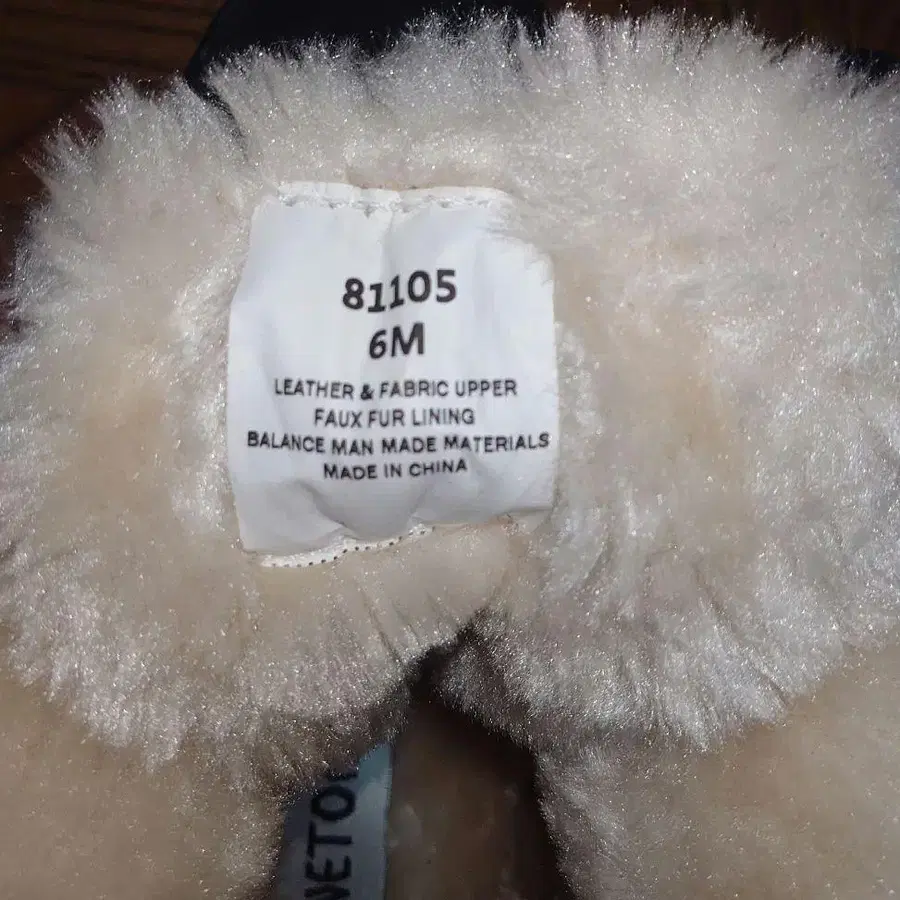 81105
6M
LEATHER & FABRIC UPPER
FAUX FUR LINING
BALANCE MAN MADE MATERIALS
MADE IN CHINA